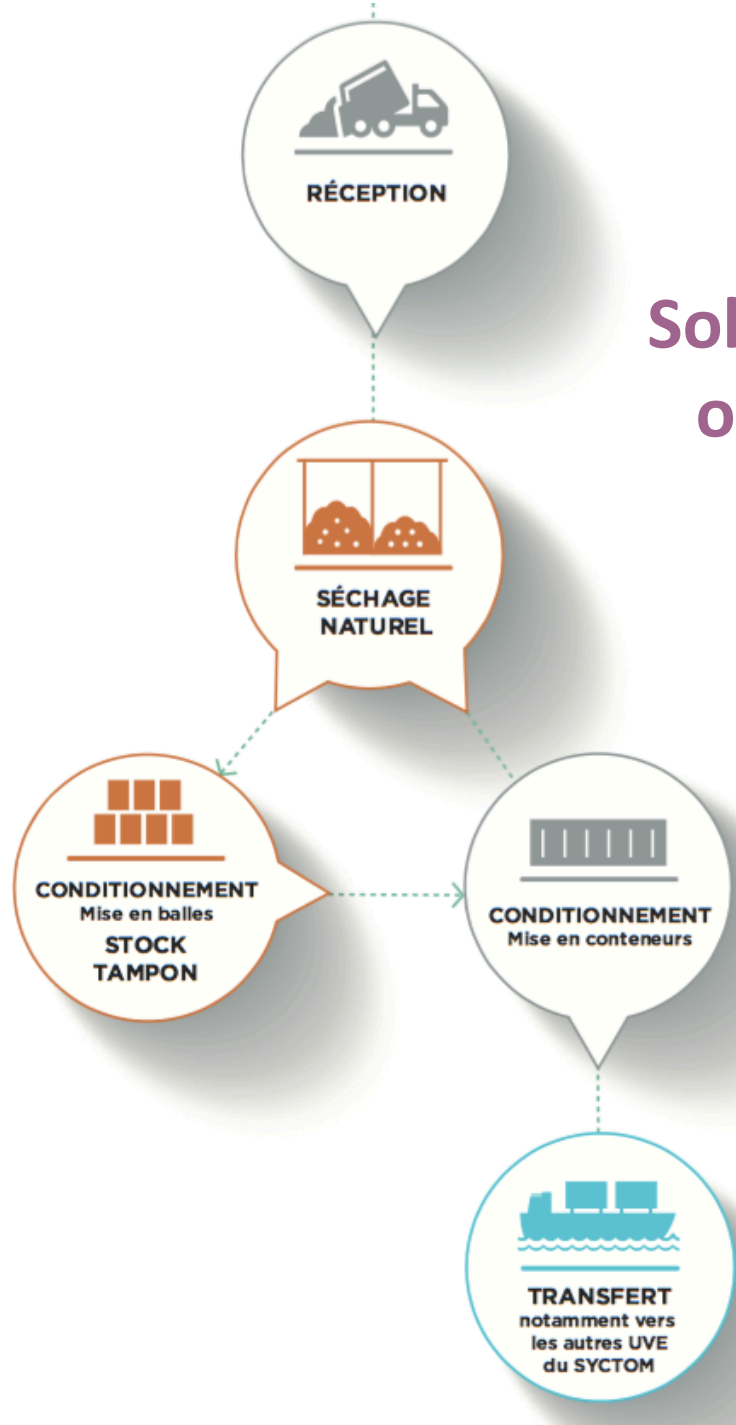 RÉCEPTION
SÉCHAGE
NATUREL
CONDITIONNEMENT
Mise en balles
STOCK
TAMPON
CONDITIONNEMENT
Mise en conteneurs
TRANSFERT
notamment vers
les autres UVE
du SYCTOM